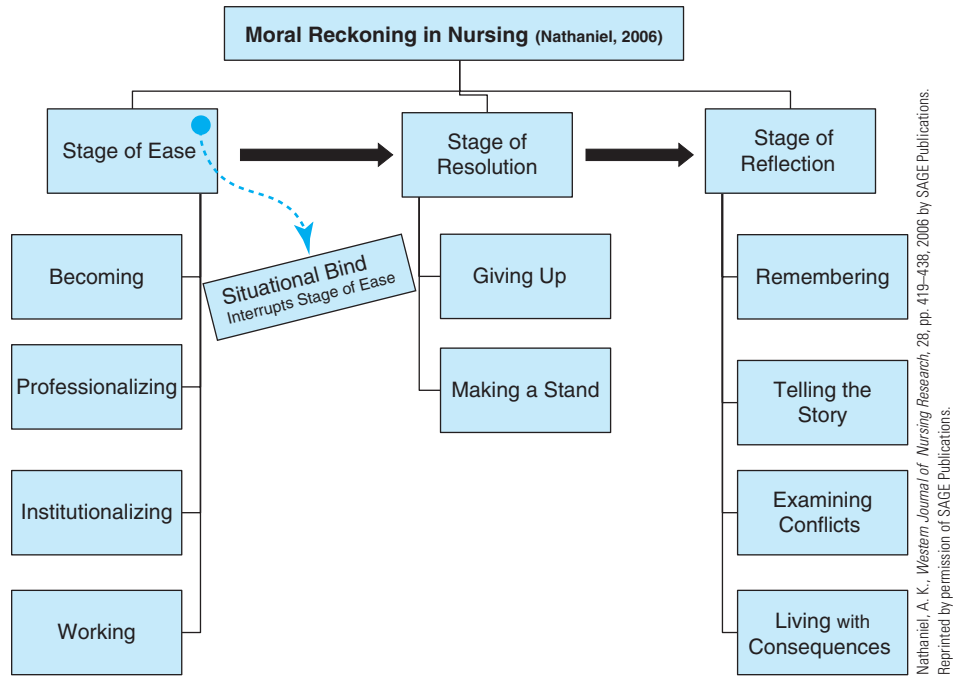 Moral Reckoning in Nursing (Nathaniel, 2006)
Stage of Ease
Stage of
Resolution
Stage of
Reflection
Situational Bind
Interrupts Stage of Ease
Becoming
Professionalizing
Institutionalizing
Working
Giving Up
Making a Stand
Remembering
Telling the
Story
Examining
Conflicts
Living with
Consequences
Nathaniel, A. K., Western Journal of Nursing Research, 28, pp. 419–438, 2006 by SAGE Publications.
Reprinted by permission of SAGE Publications.